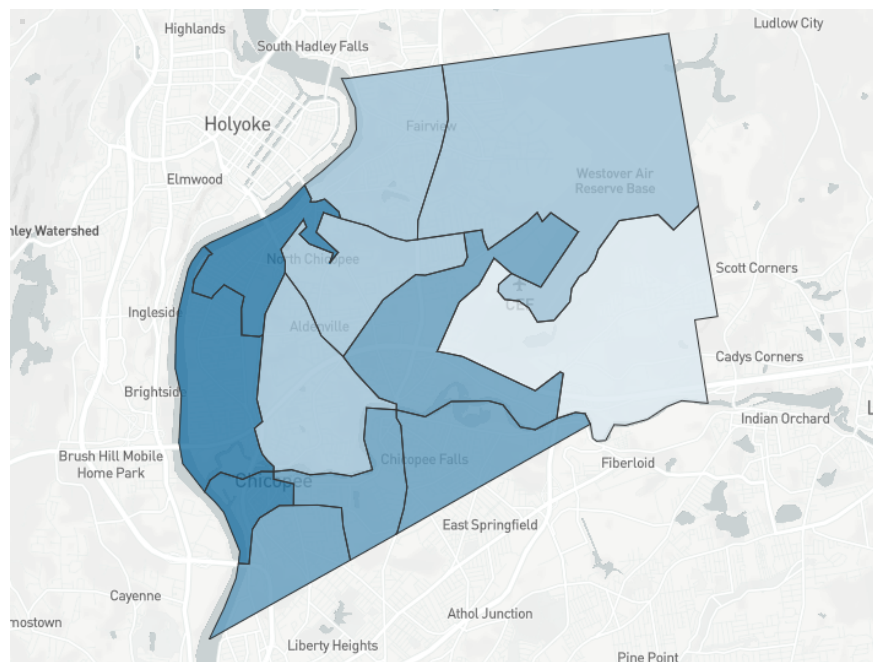 Highlands
Ludlow City
South Hadley Falls
Holyoke
Fairview
Elmwood
Westover Air
Reserve Base
nley Watershed
North Chicopee
Scott Corners
CEF
Ingleside
Aldenville
Cadys Corners
Brightside
Indian Orchard
L
Brush Hill Mobile
Home Park
Chicopee Falls
Fiberloid
Chicopee
East Springfield
Cayenne
Athol Junction
mostown
Liberty Heights
Pine Point